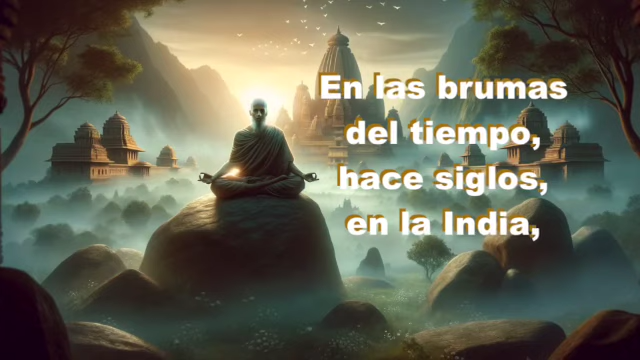 En las brumas
del tiempo,
hace siglos,
en la India,